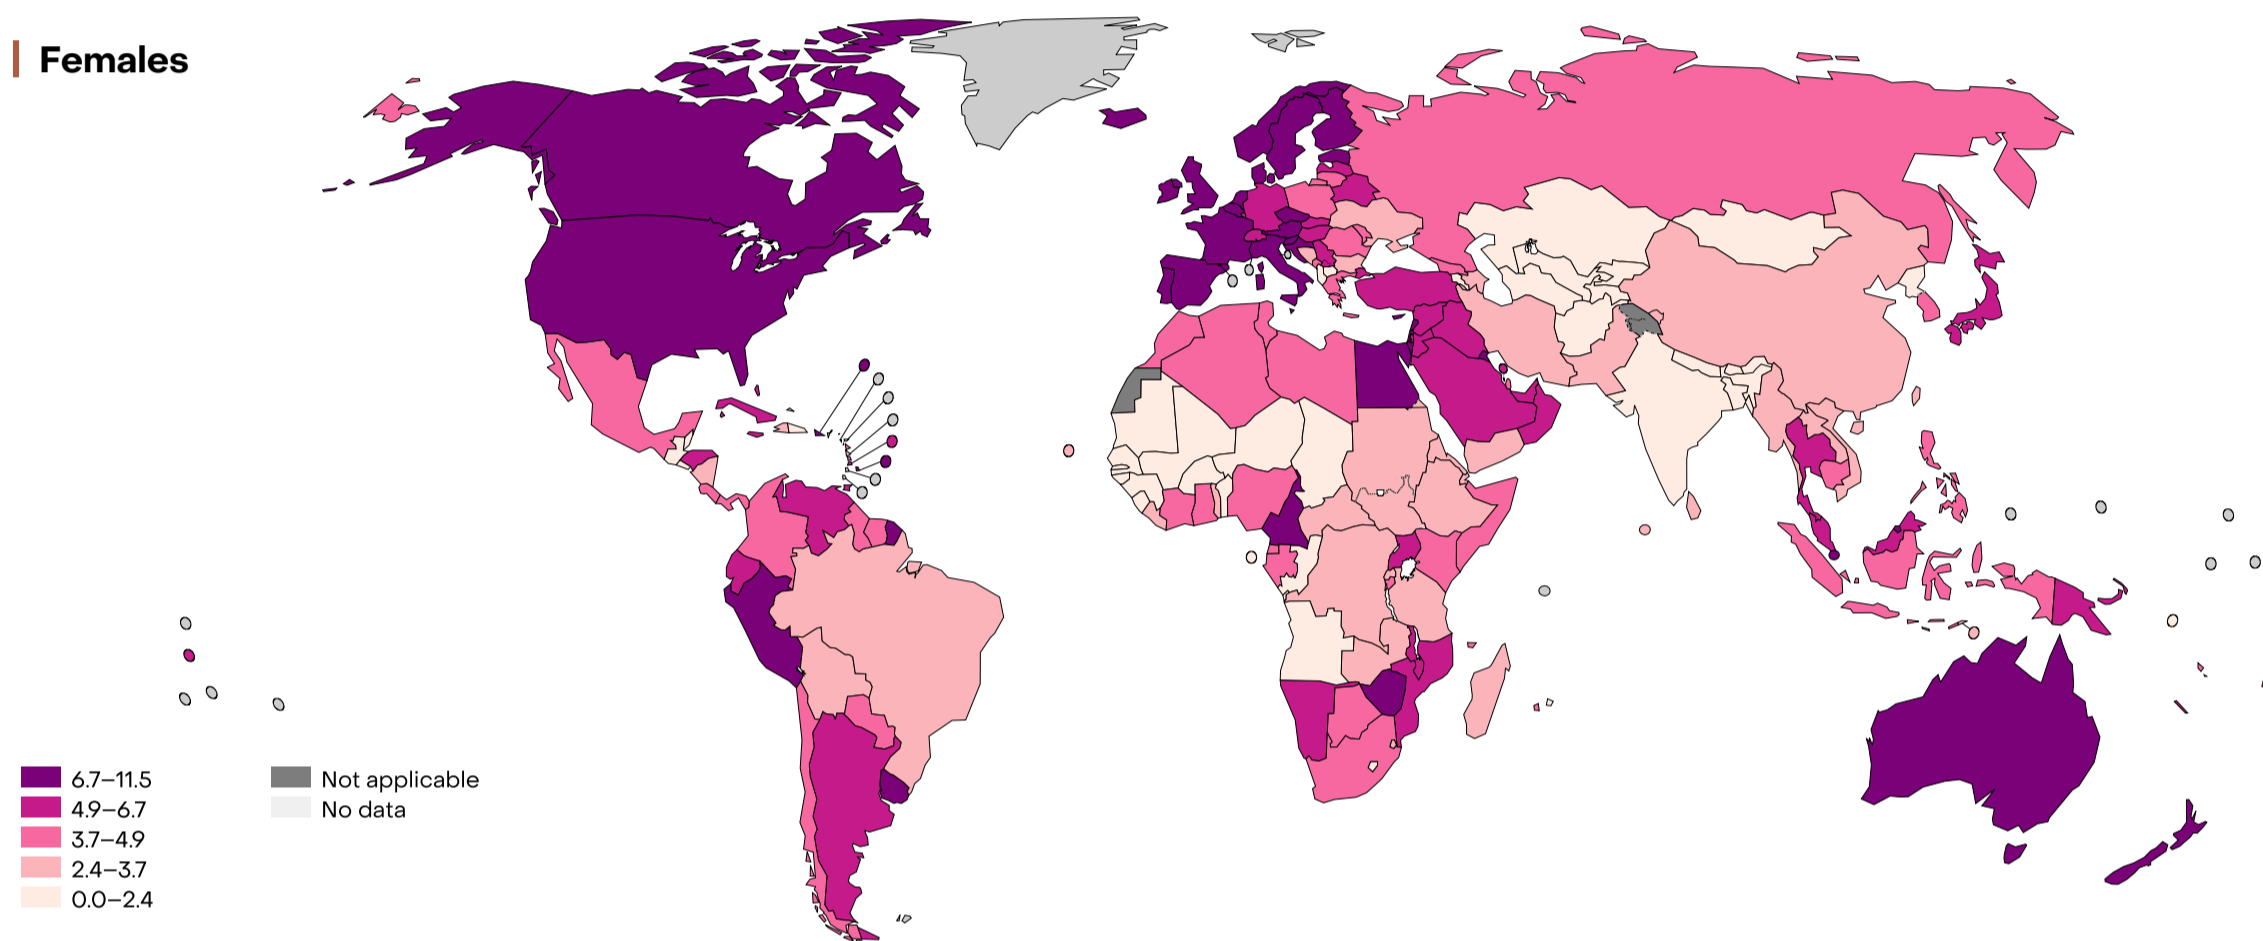 Females
6.7–11.5
4.9–6.7
3.7–4.9
2.4–3.7
0.0–2.4
Not applicable
No data